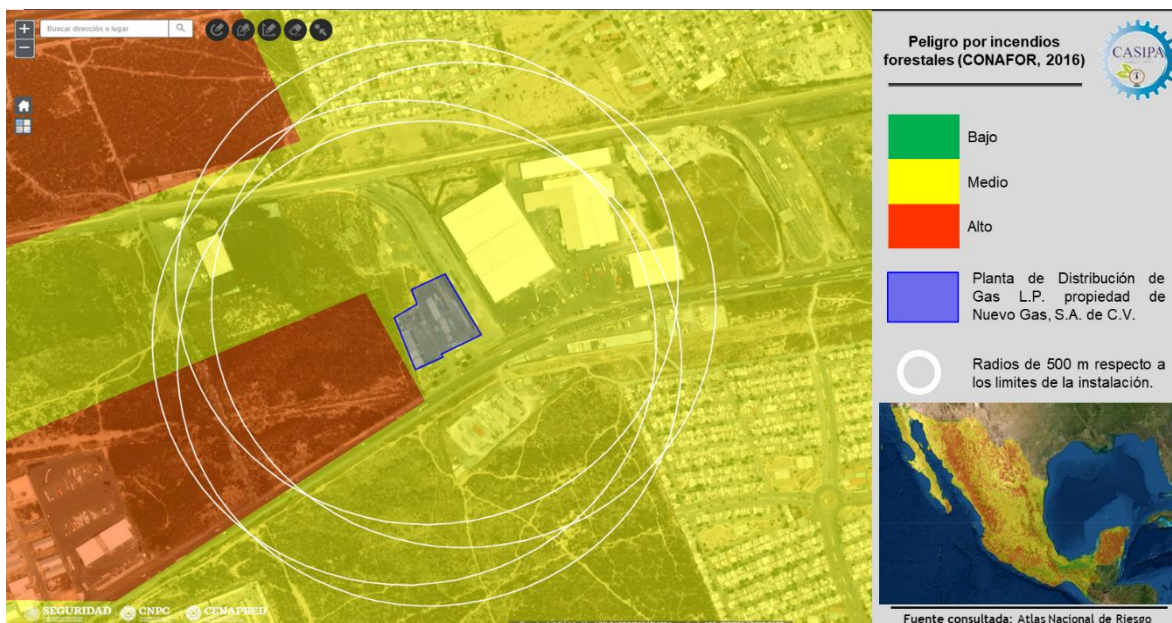 Buscar dirección o lugar
Peligro por incendios
forestales (CONAFOR, 2016)
CASIPA
Bajo
Medio
Alto
Planta de Distribución de
Gas L.P. propiedad de
Nuevo Gas, S.A. de C.V.
Radios de 500 m respecto a
los limites de la instalación.
SEGURIDAD
CNPC
CENAPRED
Fuente consultada: Atlas Nacional de Riesgo